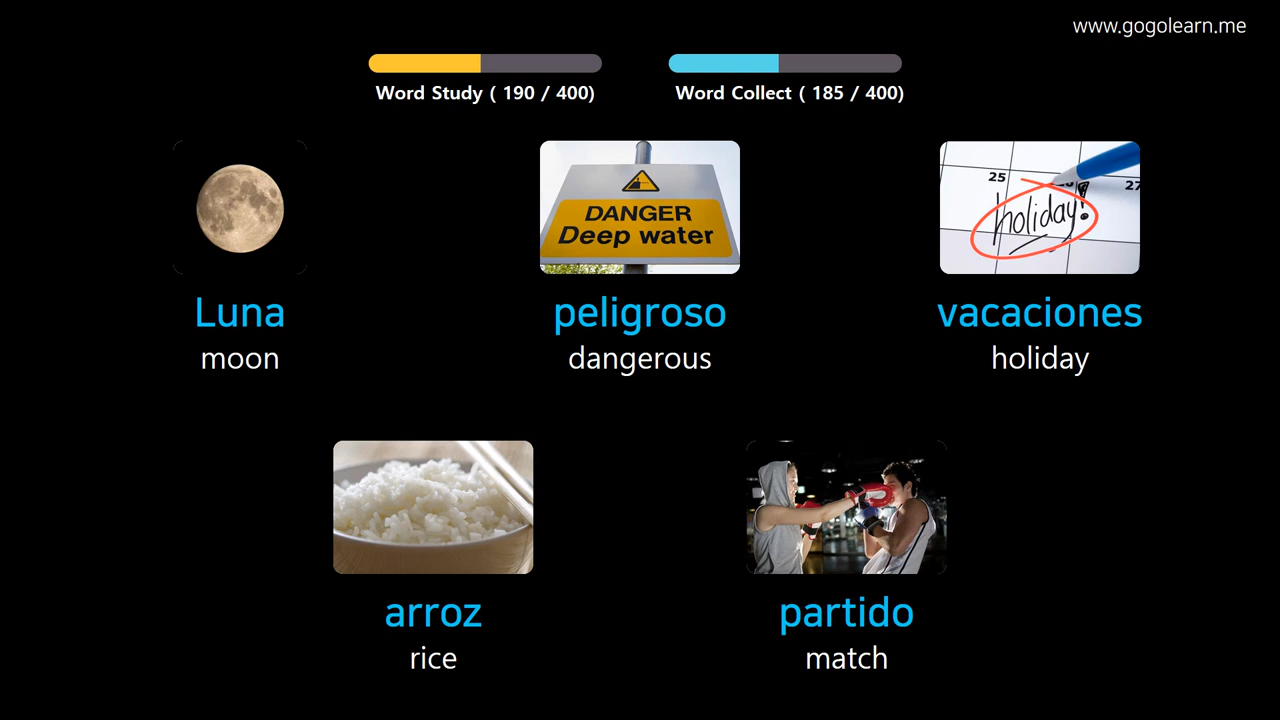 www.gogolearn.me
Word Study ( 190 / 400)
Word Collect ( 185 / 400)
DANGER
Deep water
25
27
holiday!
Luna
peligroso
vacaciones
moon
dangerous
holiday
arroz
partido
rice
match